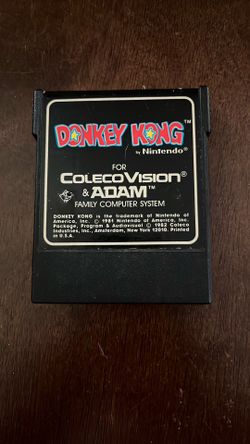 DONKEY KONG™
by Nintendo®
FOR
COLECOVISION®
& ADAM™
FAMILY COMPUTER SYSTEM
DONKEY KONG is the trademark of Nintendo of
America, Inc. © 1981 Nintendo of America, Inc.
Package, Program & Audiovisual © 1982 Coleco
Industries, Inc., Amsterdam, New York 12010. Printed
in U.S.A.